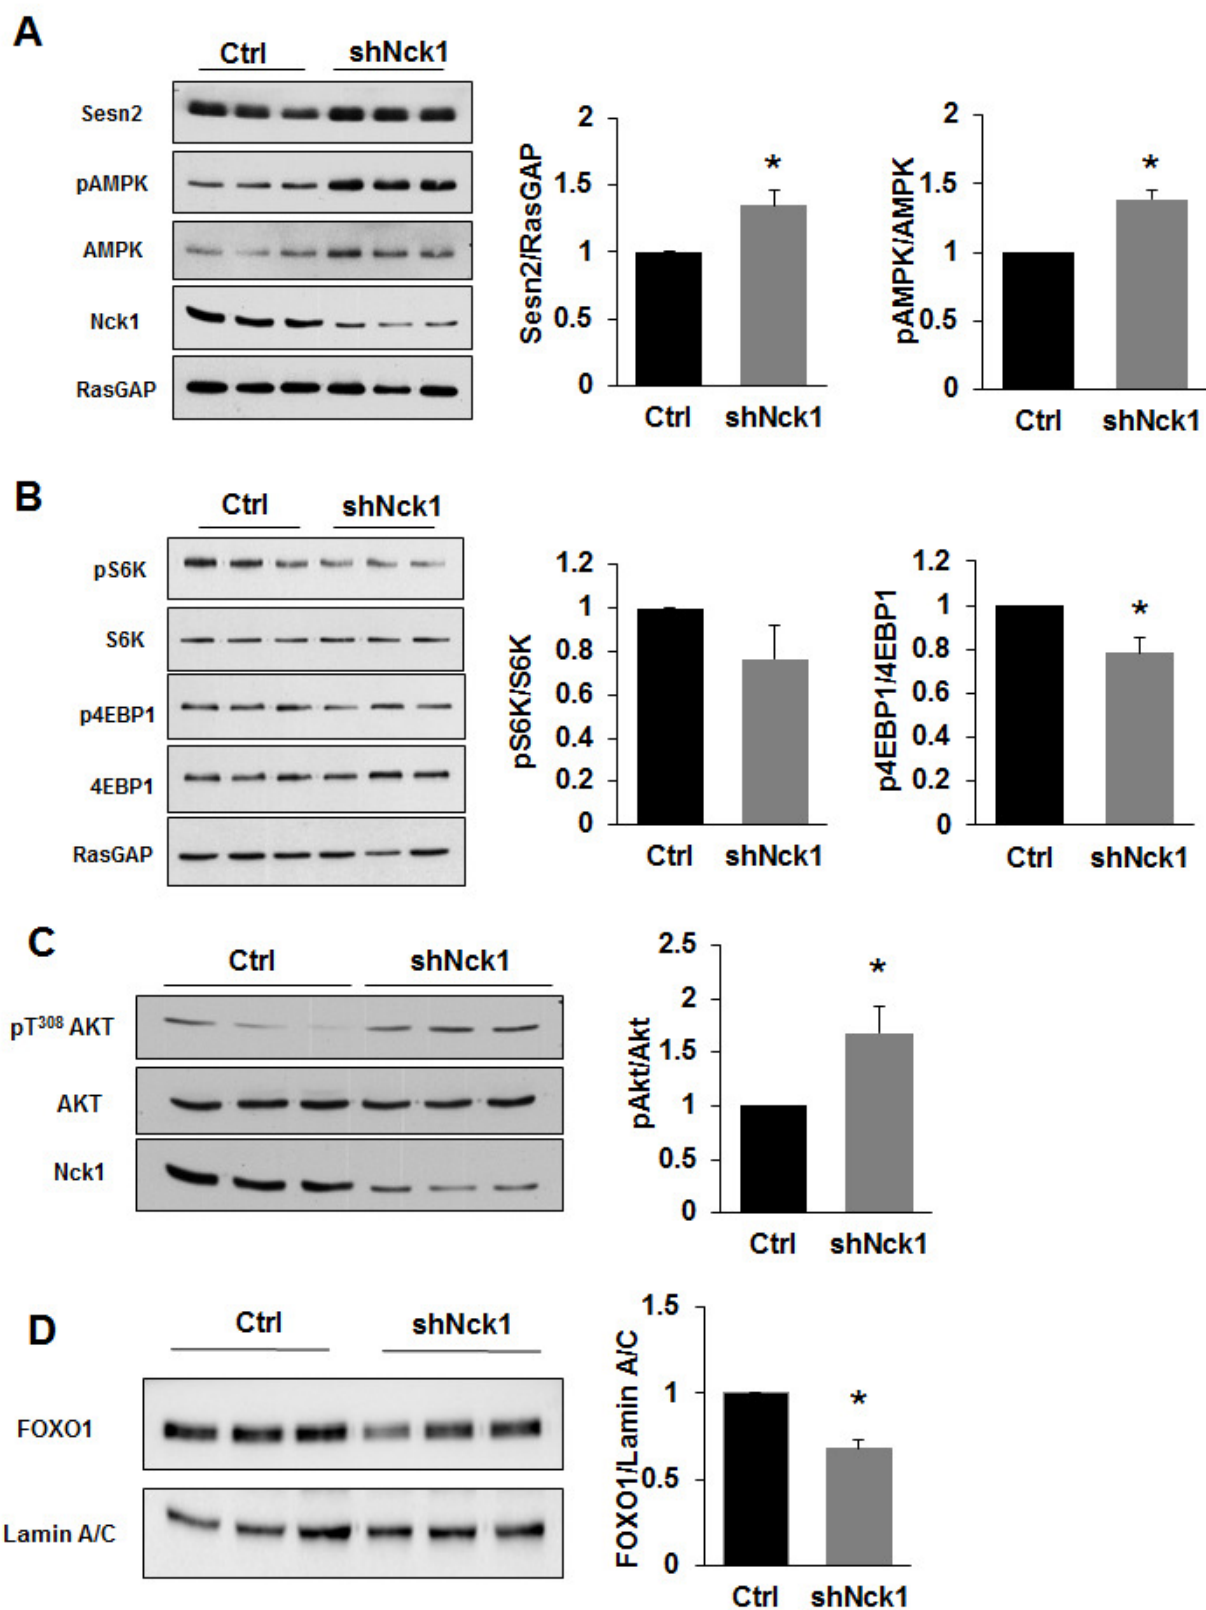 A
Ctrl
shNck1
Sesn2
pAMPK
AMPK
Nck1
RasGAP
Sesn2/RasGAP
2
*
1.5
1
0.5
0
Ctrl
shNck1
pAMPK/AMPK
2
*
1.5
1
0.5
0
Ctrl
shNck1
B
Ctrl
shNck1
pS6K
S6K
p4EBP1
4EBP1
RasGAP
pS6K/S6K
1.2
1
0.8
0.6
0.4
0.2
0
Ctrl
shNck1
p4EBP1/4EBP1
1.2
1
*
0.8
0.6
0.4
0.2
0
Ctrl
shNck1
C
Ctrl
shNck1
pT³⁰⁸ AKT
AKT
Nck1
pAkt/Akt
2.5
*
2
1.5
1
0.5
0
Ctrl
shNck1
D
Ctrl
shNck1
FOXO1
Lamin A/C
FOXO1/Lamin A/C
1.5
1
*
0.5
0
Ctrl
shNck1